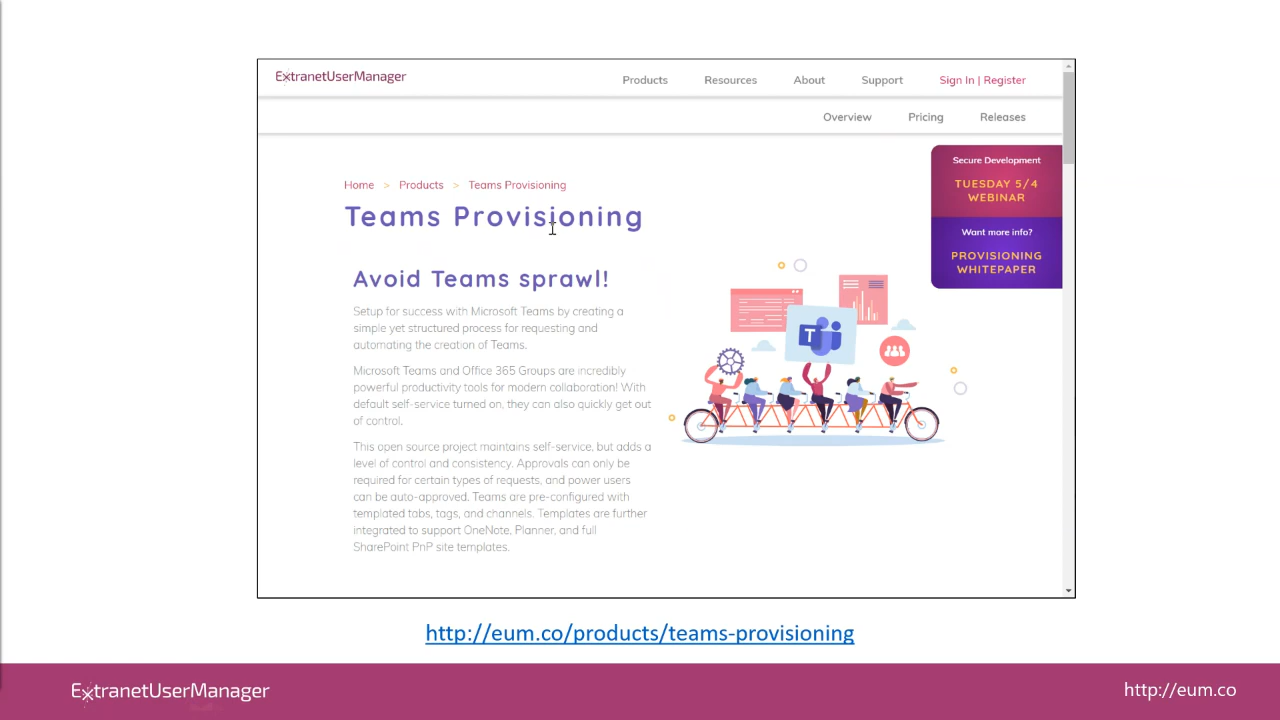 ExtranetUserManager
Products Resources About Support Sign In | Register
Overview Pricing Releases
Secure Development
TUESDAY 5/4
WEBINAR
Want more info?
PROVISIONING
WHITEPAPER
Home > Products > Teams Provisioning
Teams Provisioning
Avoid Teams sprawl!
Setup for success with Microsoft Teams by creating a
simple yet structured process for requesting and
automating the creation of Teams.
Microsoft Teams and Office 365 Groups are incredibly
powerful productivity tools for modern collaboration! With
default self-service turned on, they can also quickly get out
of control.
This open source project maintains self-service, but adds a
level of control and consistency. Approvals can only be
required for certain types of requests, and power users
can be auto-approved. Teams are pre-configured with
templated tabs, tags, and channels. Templates are further
integrated to support OneNote, Planner, and full
SharePoint PnP site templates.
T
http://eum.co/products/teams-provisioning
ExtranetUserManager
http://eum.co